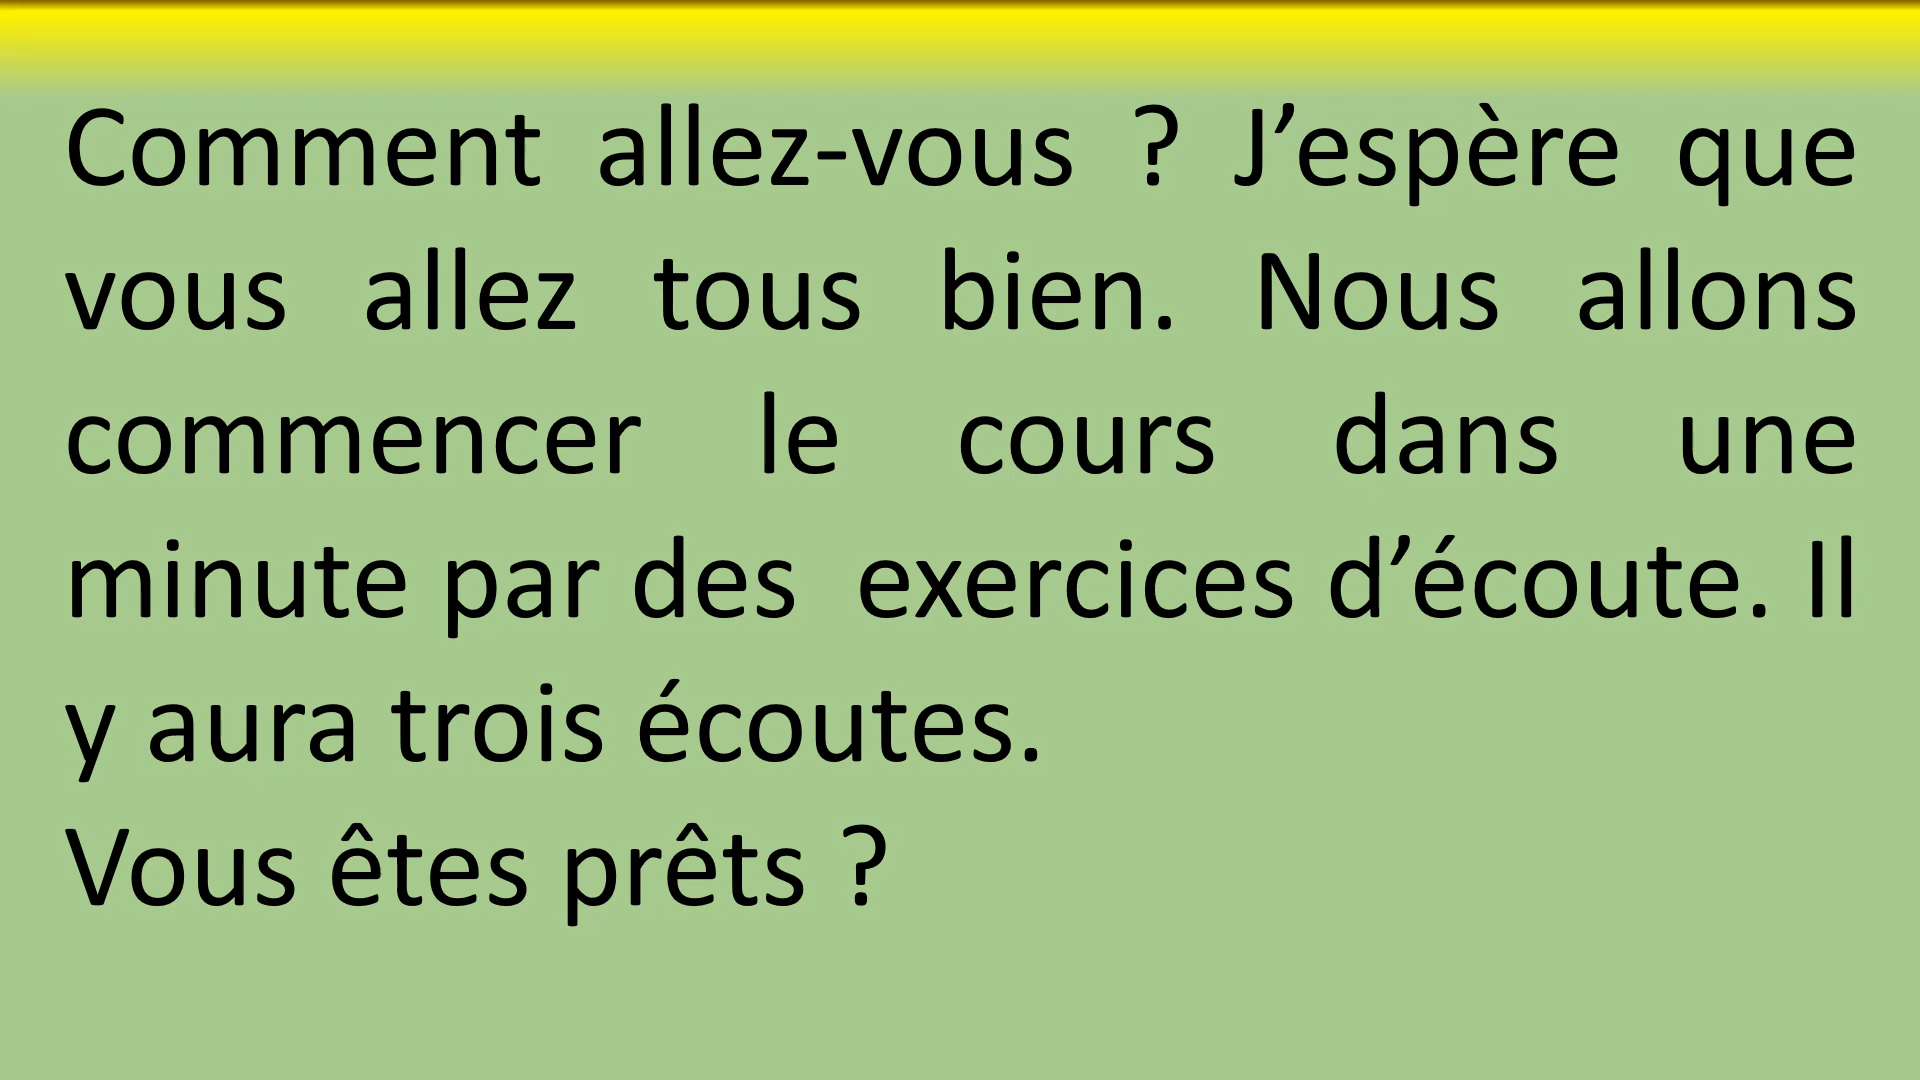 Comment allez-vous ? J’espère que
vous allez tous bien. Nous allons
commencer le cours dans une
minute par des  exercices d’écoute. Il
y aura trois écoutes.
Vous êtes prêts ?